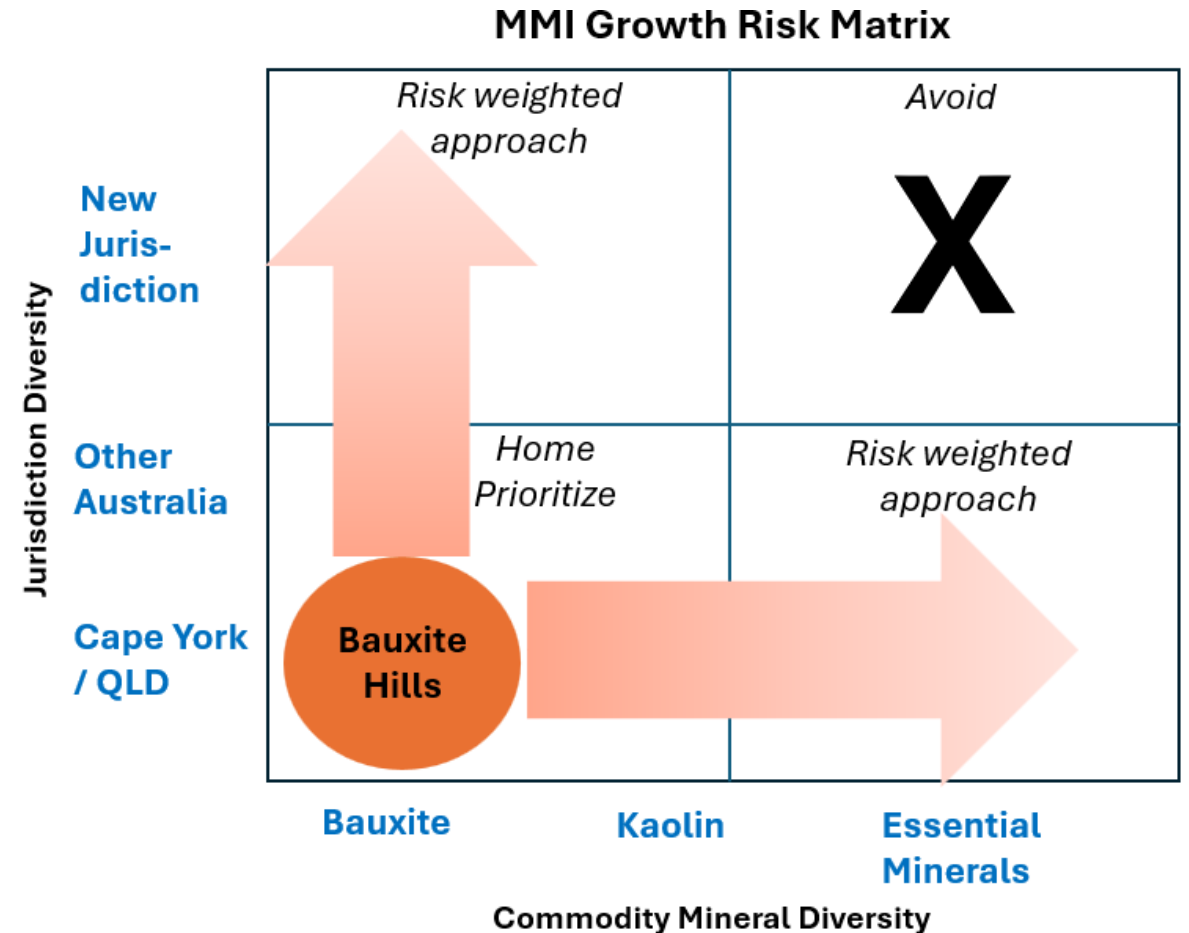 MMI Growth Risk Matrix
Risk weighted
approach
Avoid
X
New
Juris-
diction
Jurisdiction Diversity
Other
Australia
Home
Prioritize
Risk weighted
approach
Cape York
/ QLD
Bauxite
Hills
Bauxite
Kaolin
Essential
Minerals
Commodity Mineral Diversity